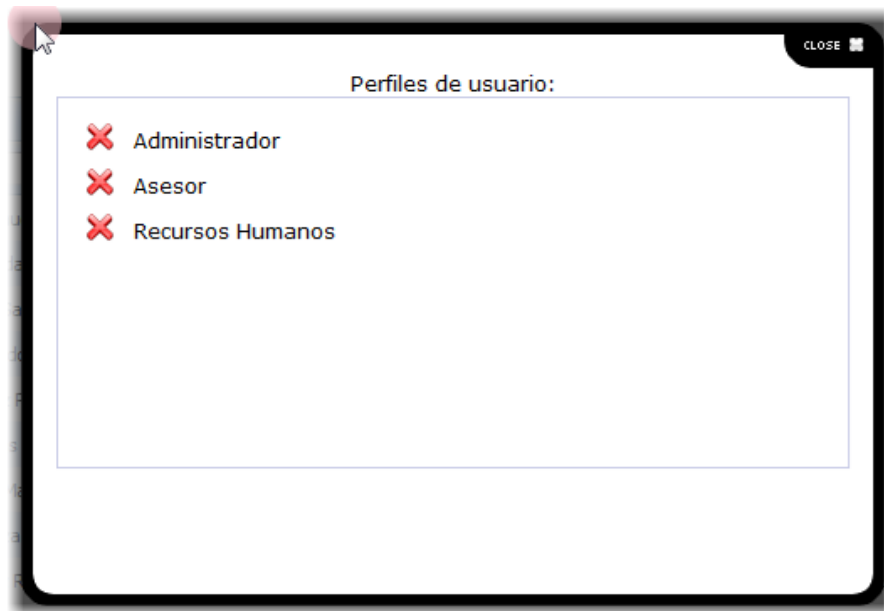 CLOSE
Perfiles de usuario:
Administrador
Asesor
Recursos Humanos